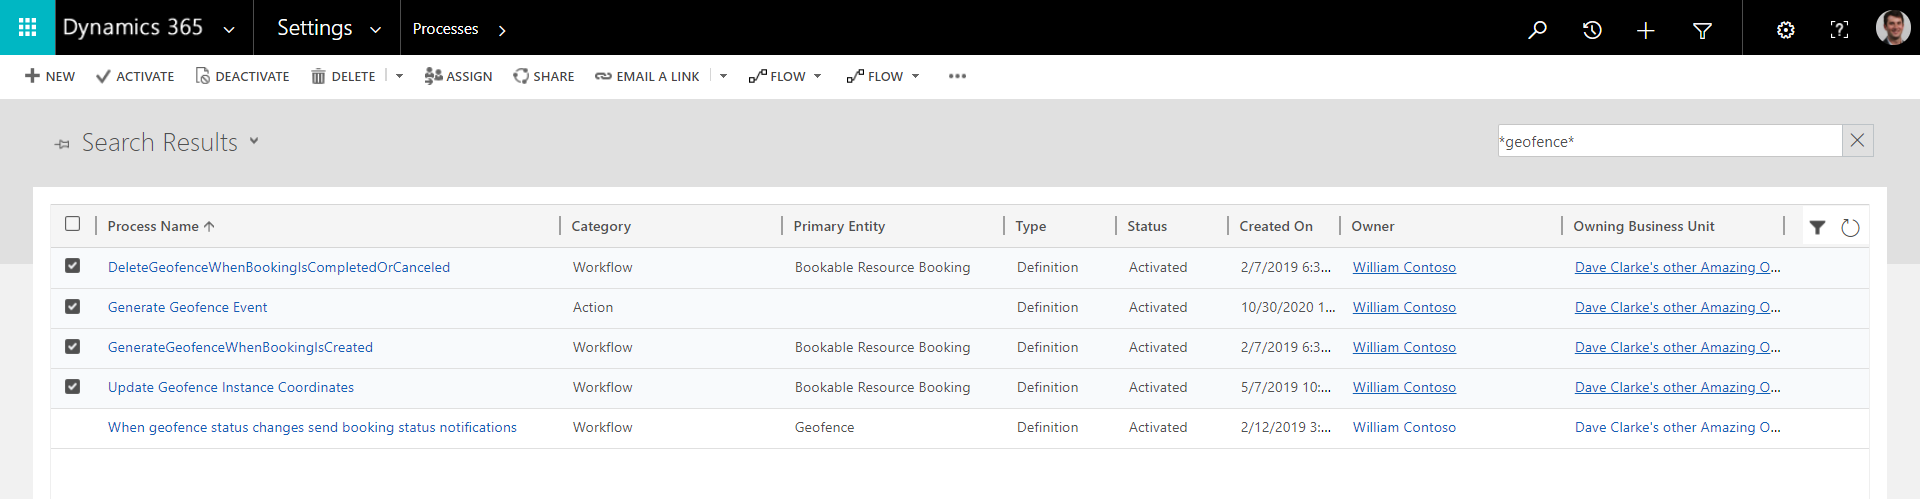 Dynamics 365 Settings Processes
NEW ACTIVATE DEACTIVATE DELETE ASSIGN SHARE EMAIL A LINK FLOW FLOW
Search Results *geofence*
Process Name Category Primary Entity Type Status Created On Owner Owning Business Unit
DeleteGeofenceWhenBookingIsCompletedOrCanceled Workflow Bookable Resource Booking Definition Activated 2/7/2019 6:3... William Contoso Dave Clarke's other Amazing O...
Generate Geofence Event Action Definition Activated 10/30/2020 1... William Contoso Dave Clarke's other Amazing O...
GenerateGeofenceWhenBookingIsCreated Workflow Bookable Resource Booking Definition Activated 2/7/2019 6:3... William Contoso Dave Clarke's other Amazing O...
Update Geofence Instance Coordinates Workflow Bookable Resource Booking Definition Activated 5/7/2019 10:... William Contoso Dave Clarke's other Amazing O...
When geofence status changes send booking status notifications Workflow Geofence Definition Activated 2/12/2019 3:... William Contoso Dave Clarke's other Amazing O...